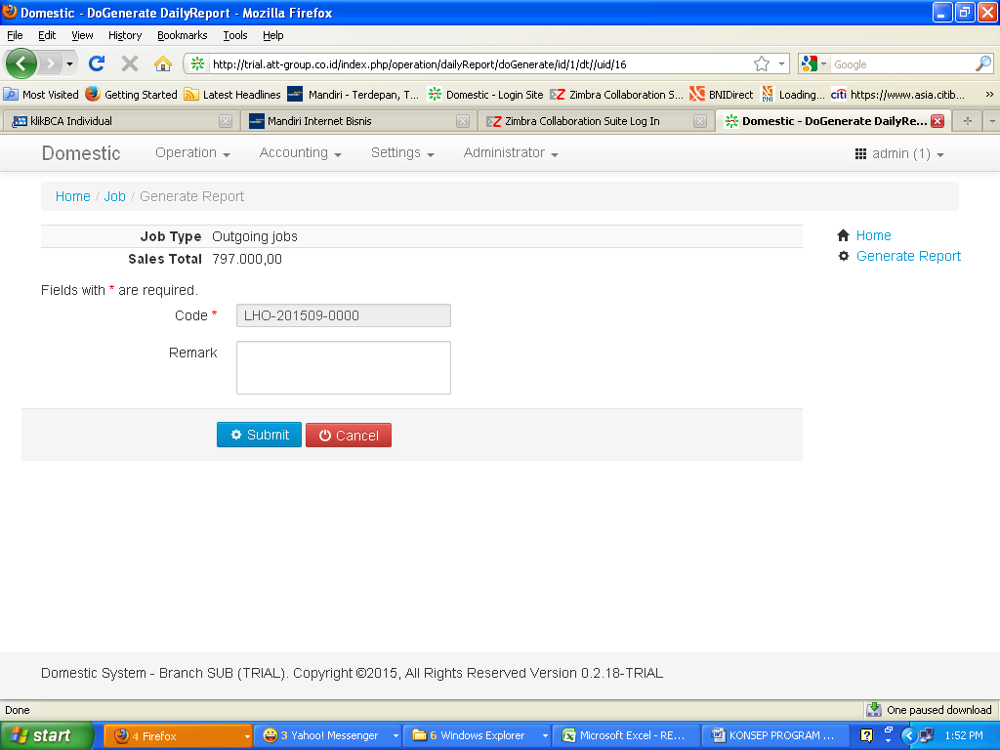 Domestic - DoGenerate DailyReport - Mozilla Firefox
File Edit View History Bookmarks Tools Help
http://trial.att-group.co.id/index.php/operation/dailyReport/doGenerate/id/1/dt//uid/16 Google
Most Visited Getting Started Latest Headlines Mandiri - Terdepan, T... Domestic - Login Site Zimbra Collaboration S... BNIDirect Loading... https://www.asia.citib... »
klikBCA Individual Mandiri Internet Bisnis Zimbra Collaboration Suite Log In Domestic - DoGenerate DailyRe...
Domestic Operation Accounting Settings Administrator admin (1)
Home / Job / Generate Report
Job Type Outgoing jobs
Sales Total 797.000,00
Home
Generate Report
Fields with * are required.
Code * LHO-201509-0000
Remark
Submit Cancel
Domestic System - Branch SUB (TRIAL). Copyright ©2015, All Rights Reserved Version 0.2.18-TRIAL
Done One paused download
start 4 Firefox 3 Yahoo! Messenger 6 Windows Explorer Microsoft Excel - RE... KONSEP PROGRAM ... 1:52 PM